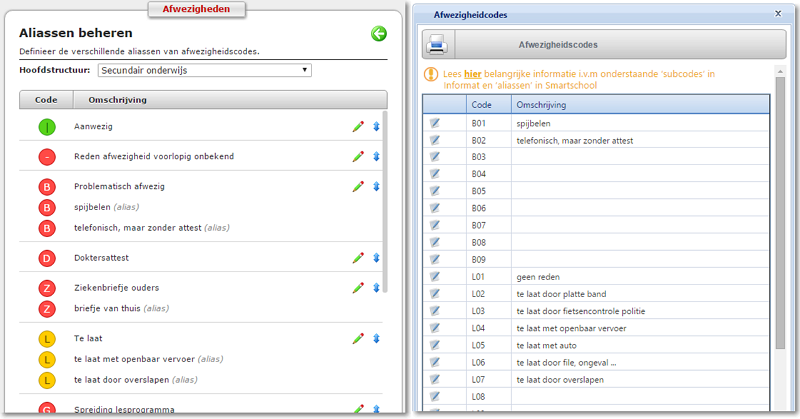 Afwezigheden
Aliassen beheren
Definieer de verschillende aliassen van afwezigheidscodes.
Hoofdstructuur: Secundair onderwijs
Code Omschrijving
| Aanwezig
- Reden afwezigheid voorlopig onbekend
B Problematisch afwezig
B spijbelen (alias)
B telefonisch, maar zonder attest (alias)
D Doktersattest
Z Ziekenbriefje ouders
Z briefje van thuis (alias)
L Te laat
L te laat met openbaar vervoer (alias)
L te laat door overslapen (alias)
G Spreiding lesprogramma
Afwezigheidcodes
Afwezigheidscodes
Lees hier belangrijke informatie i.v.m onderstaande 'subcodes' in
Informat en 'aliassen' in Smartschool
Code Omschrijving
B01 spijbelen
B02 telefonisch, maar zonder attest
B03
B04
B05
B06
B07
B08
B09
L01 geen reden
L02 te laat door platte band
L03 te laat door fietsencontrole politie
L04 te laat met openbaar vervoer
L05 te laat met auto
L06 te laat door file, ongeval ...
L07 te laat door overslapen
L08